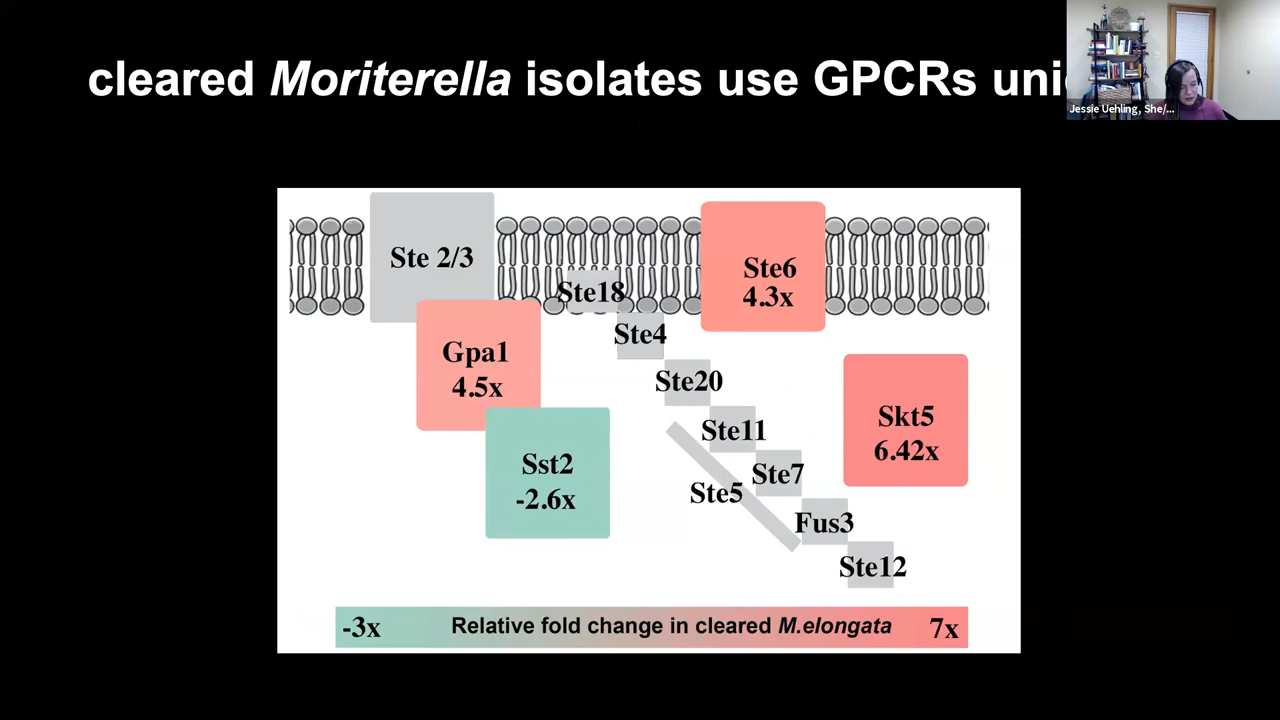 cleared Moriterella isolates use GPCRs
Jessie Uehling, She/...
Ste 2/3
Ste6
4.3x
Ste18
Ste4
Gpa1
4.5x
Ste20
Skt5
6.42x
Ste11
Sst2
-2.6x
Ste7
Ste5
Fus3
Ste12
-3x
Relative fold change in cleared M.elongata
7x